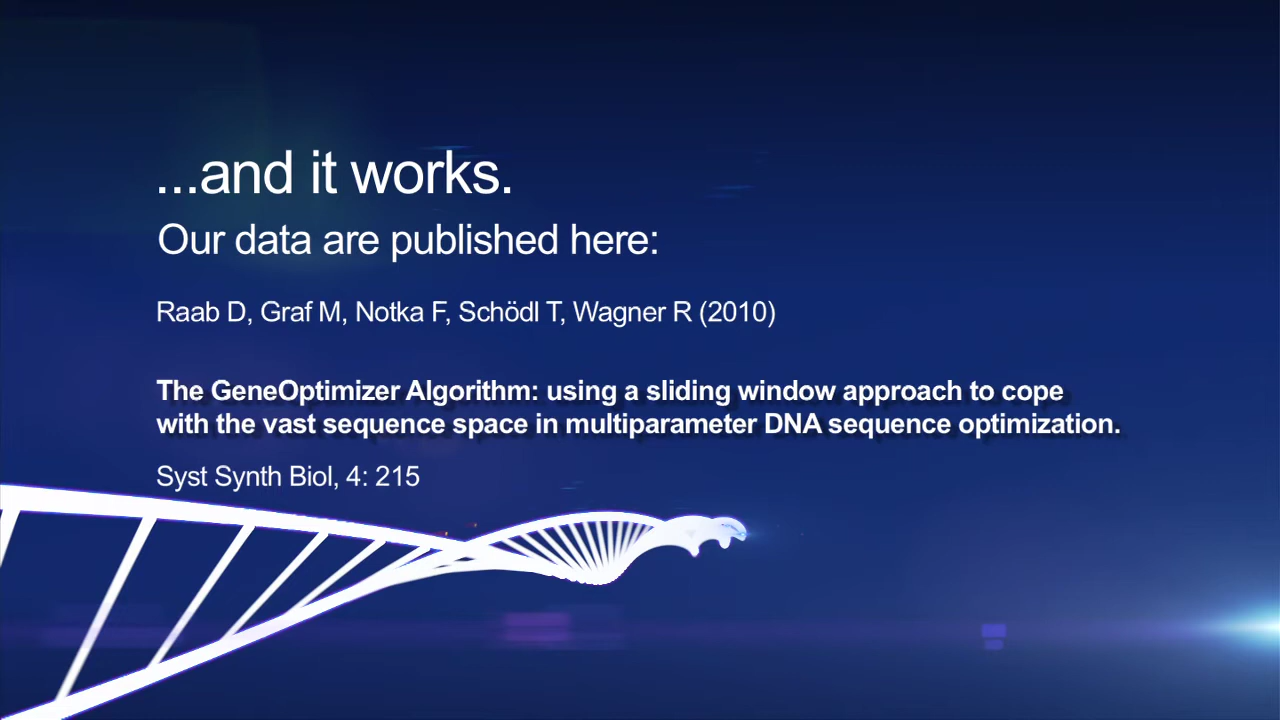 ...and it works.
Our data are published here:
Raab D, Graf M, Notka F, Schödl T, Wagner R (2010)
The GeneOptimizer Algorithm: using a sliding window approach to cope
with the vast sequence space in multiparameter DNA sequence optimization.
Syst Synth Biol, 4: 215